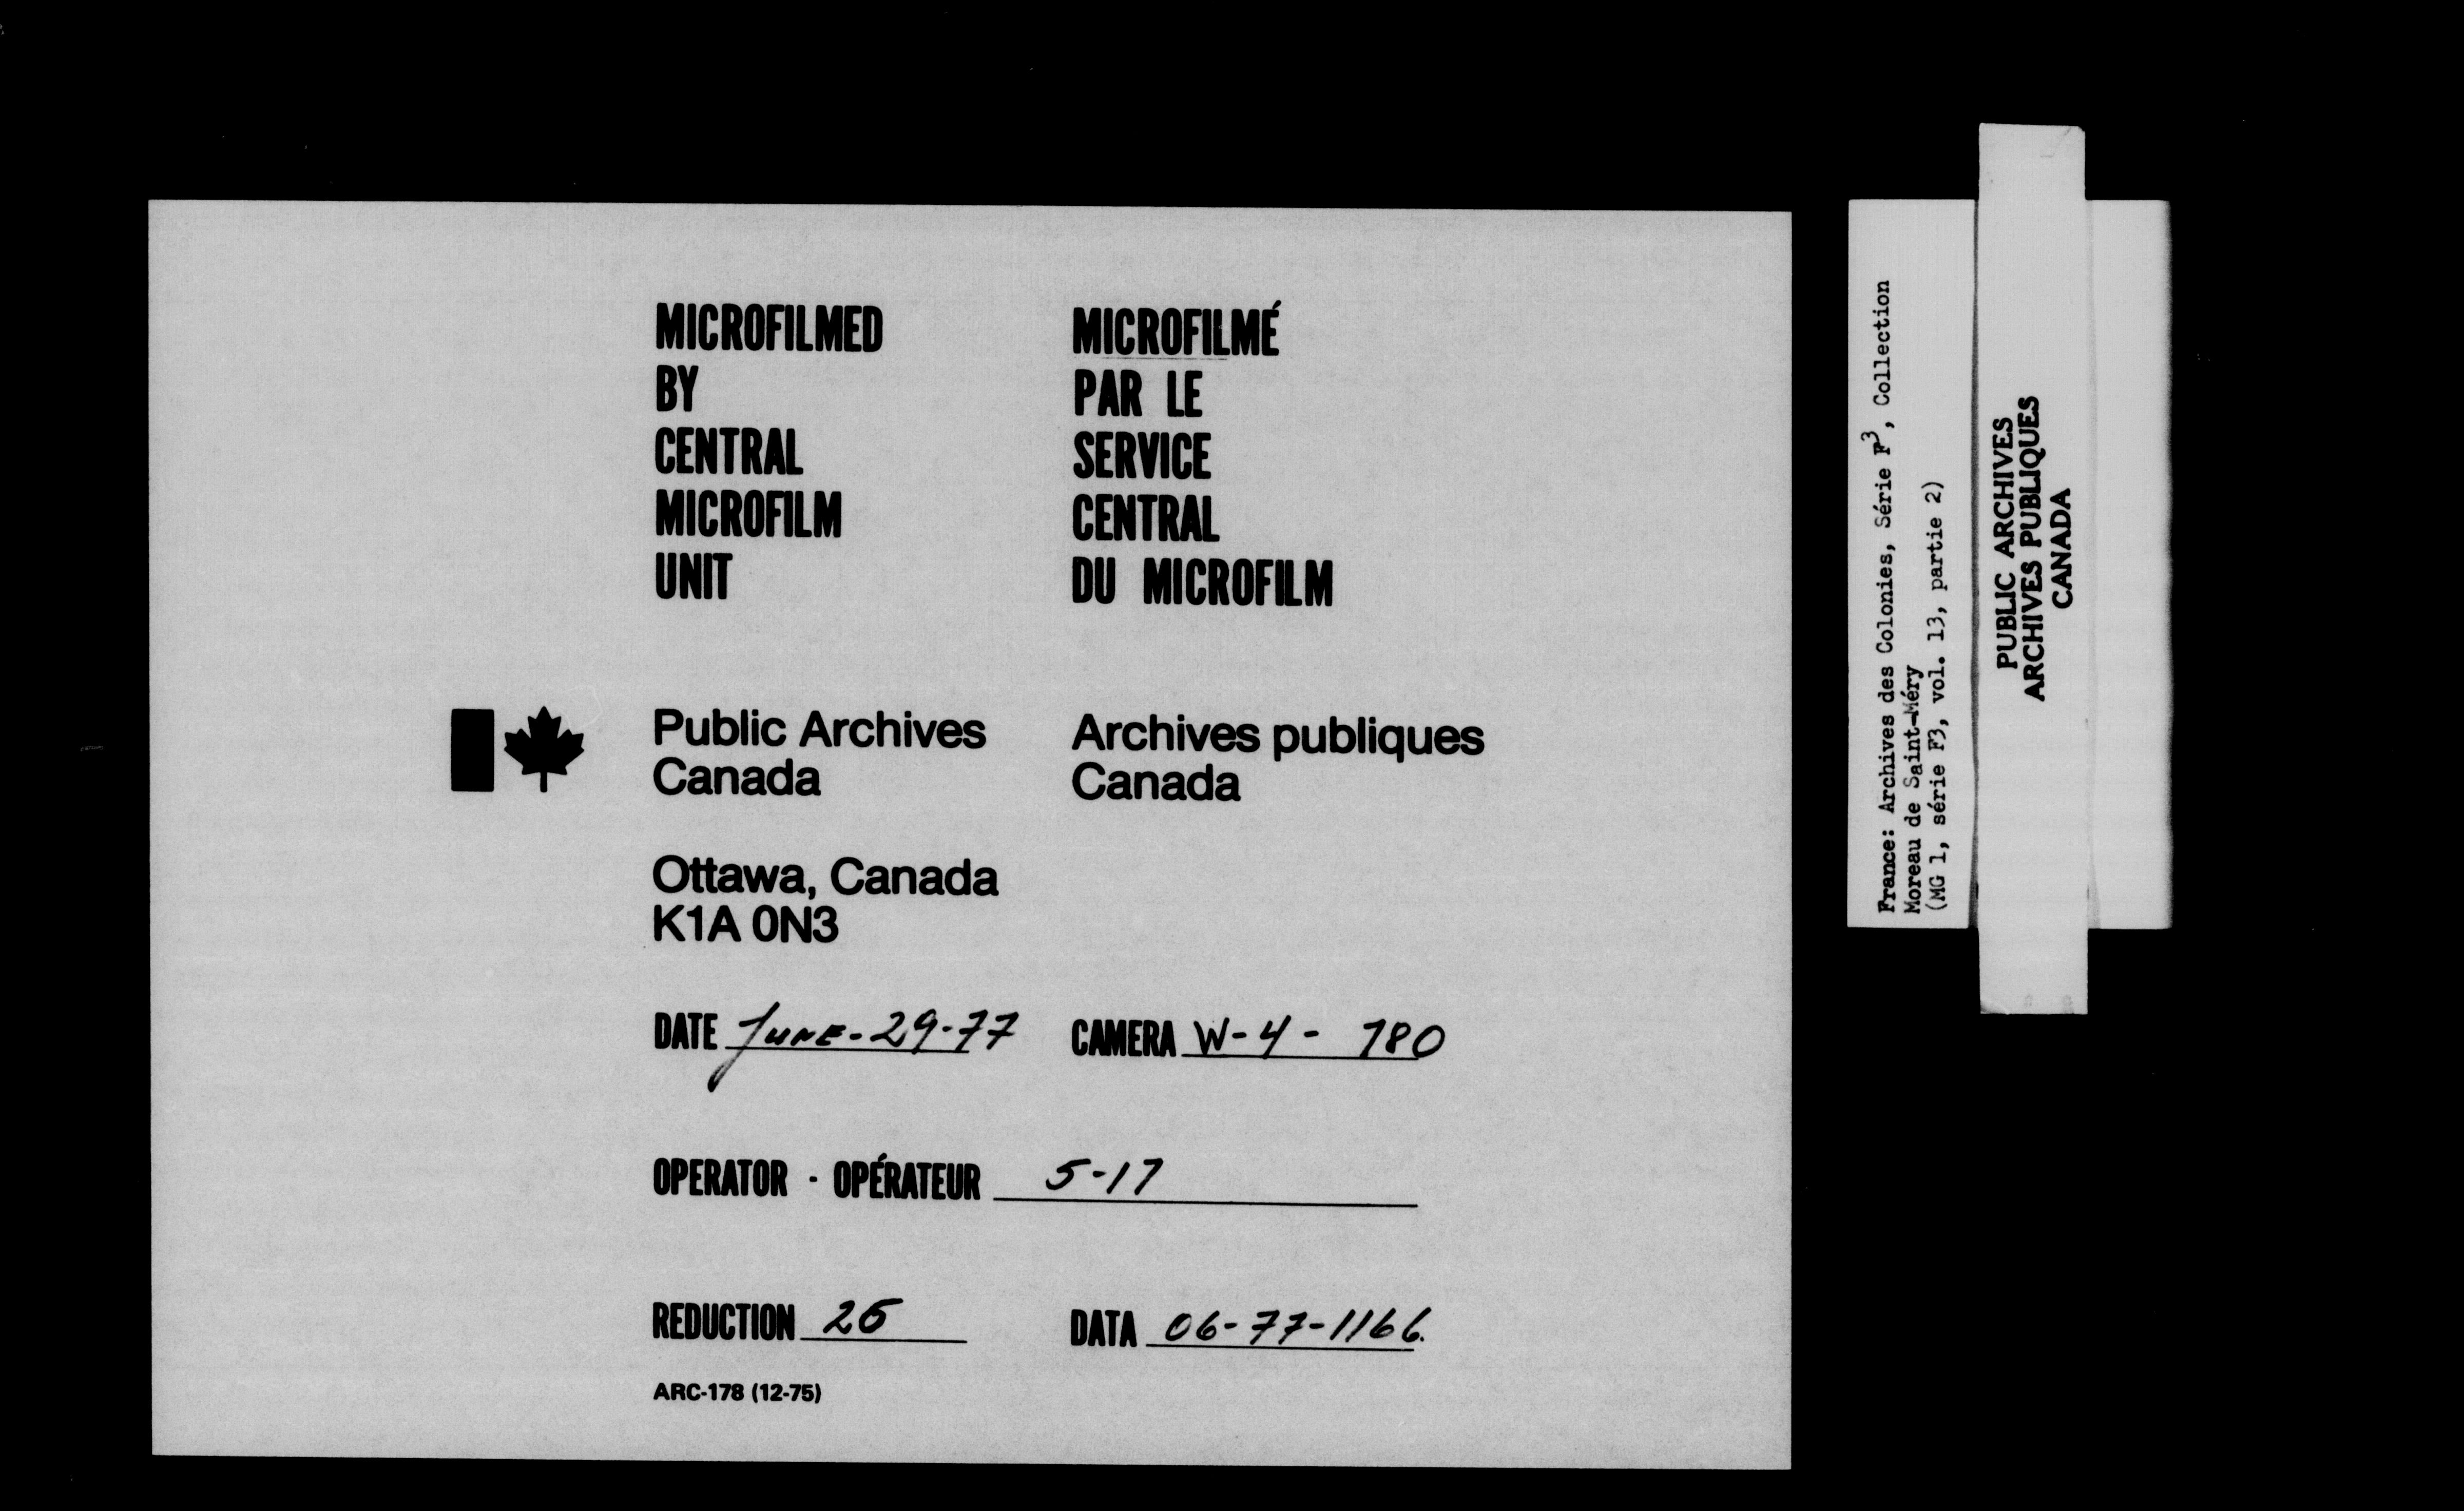 MICROFILMED
BY
CENTRAL
MICROFILM
UNIT
MICROFILMÉ
PAR LE
SERVICE
CENTRAL
DU MICROFILM
Public Archives
Canada
Archives publiques
Canada
Ottawa, Canada
K1A 0N3
DATE June-29-77
CAMERA W-4- 780
OPERATOR - OPÉRATEUR 5-17
REDUCTION 25
DATA 06-77-1166.
ARC-178 (12-75)
France: Archives des Colonies, Série F³, Collection
Moreau de Saint-Méry
(MG 1, série F3, vol. 13, partie 2)
PUBLIC ARCHIVES
ARCHIVES PUBLIQUES
CANADA